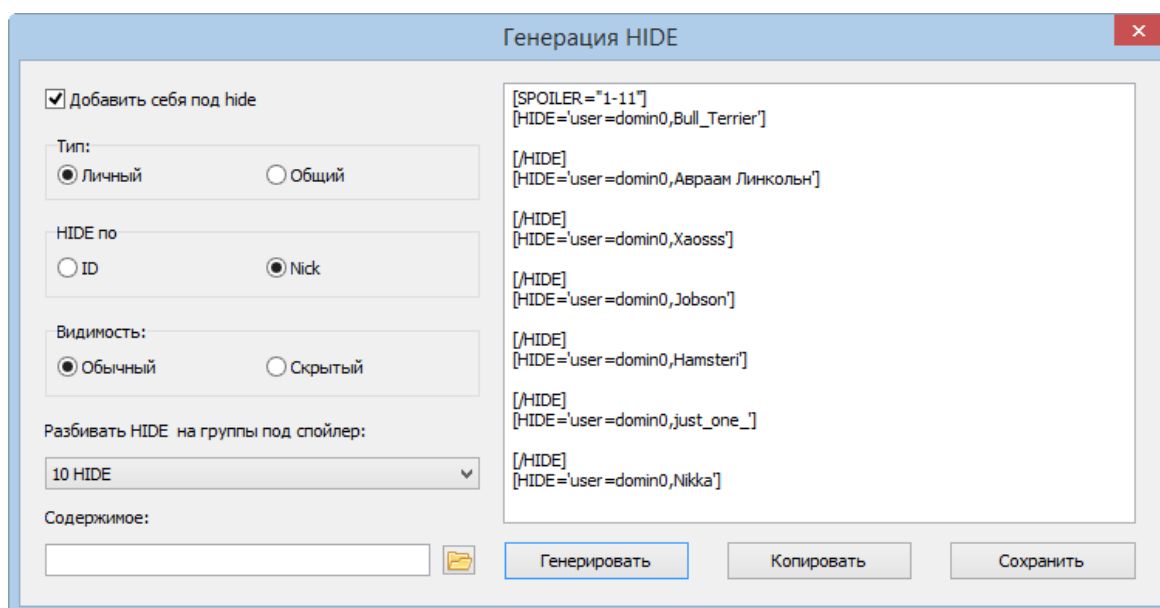 Генерация HIDE
Добавить себя под hide
Тип:
Личный Общий
HIDE по
ID Nick
Видимость:
Обычный Скрытый
Разбивать HIDE на группы под спойлер:
10 HIDE
Содержимое:
[SPOILER="1-11"]
[HIDE='user=domin0,Bull_Terrier']
[/HIDE]
[HIDE='user=domin0,Авраам Линкольн']
[/HIDE]
[HIDE='user=domin0,Xaosss']
[/HIDE]
[HIDE='user=domin0,Jobson']
[/HIDE]
[HIDE='user=domin0,Hamsteri']
[/HIDE]
[HIDE='user=domin0,just_one_']
[/HIDE]
[HIDE='user=domin0,Nikka']
Генерировать Копировать Сохранить